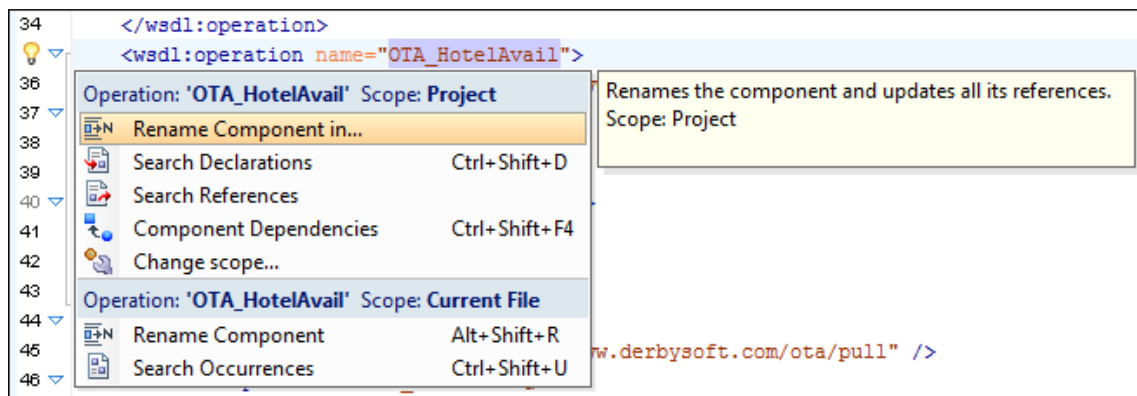 34 </wsdl:operation>
<wsdl:operation name="OTA_HotelAvail">
36
Operation: 'OTA_HotelAvail' Scope: Project
37
Rename Component in...
38
Search Declarations Ctrl+Shift+D
39
Search References
40
Component Dependencies Ctrl+Shift+F4
41
Change scope...
42
43
Operation: 'OTA_HotelAvail' Scope: Current File
44
Rename Component Alt+Shift+R
45
ww.derbysoft.com/ota/pull" />
Search Occurrences Ctrl+Shift+U
46
Renames the component and updates all its references.
Scope: Project